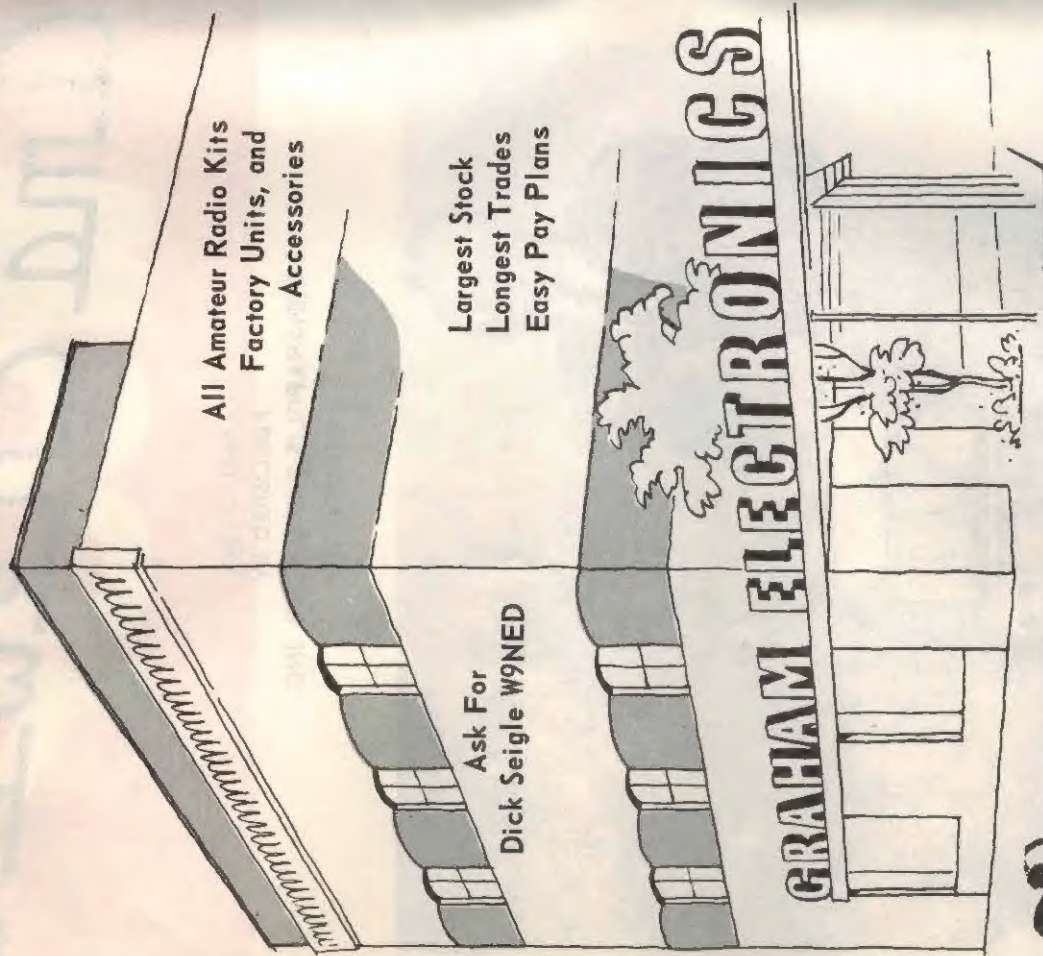 All Amateur Radio Kits
Factory Units, and
Accessories
Largest Stock
Longest Trades
Easy Pay Plans
Ask For
Dick Seigle W9NED
GRAHAM ELECTRONICS